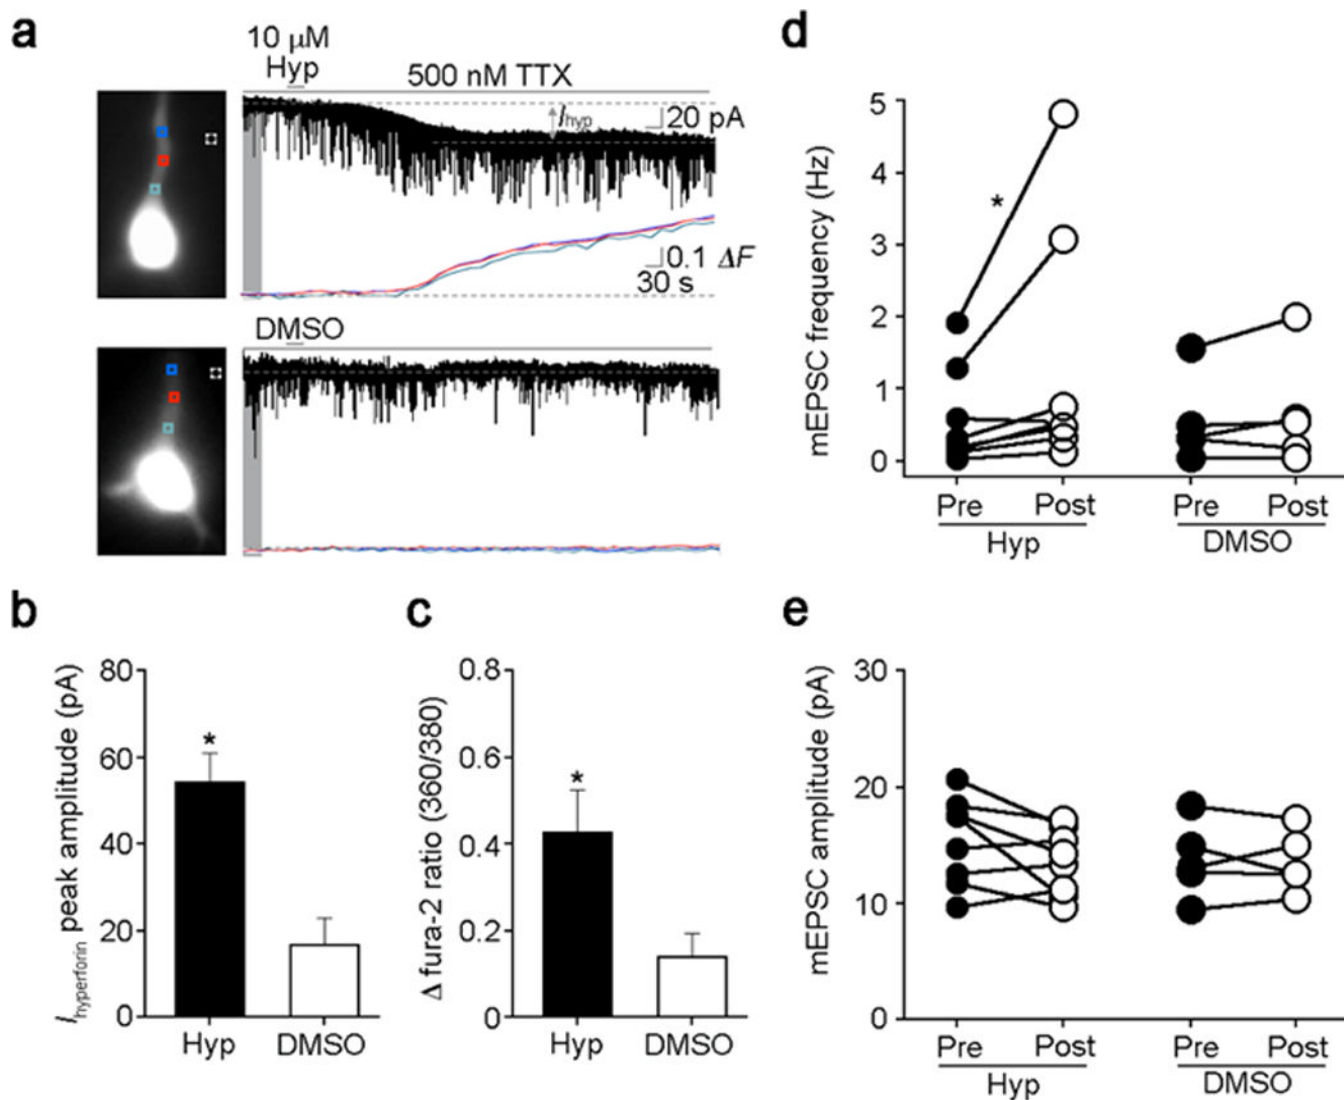 a
10 μM
Hyp
500 nM TTX
Ihyp
20 pA
0.1 ΔF
30 s
DMSO
b
Ihyperforin peak amplitude (pA)
80
60
40
20
0
*
Hyp
DMSO
c
Δ fura-2 ratio (360/380)
0.8
0.6
0.4
0.2
0
*
Hyp
DMSO
d
mEPSC frequency (Hz)
5
4
3
2
1
0
*
Pre
Post
Pre
Post
Hyp
DMSO
e
mEPSC amplitude (pA)
30
20
10
0
Pre
Post
Pre
Post
Hyp
DMSO